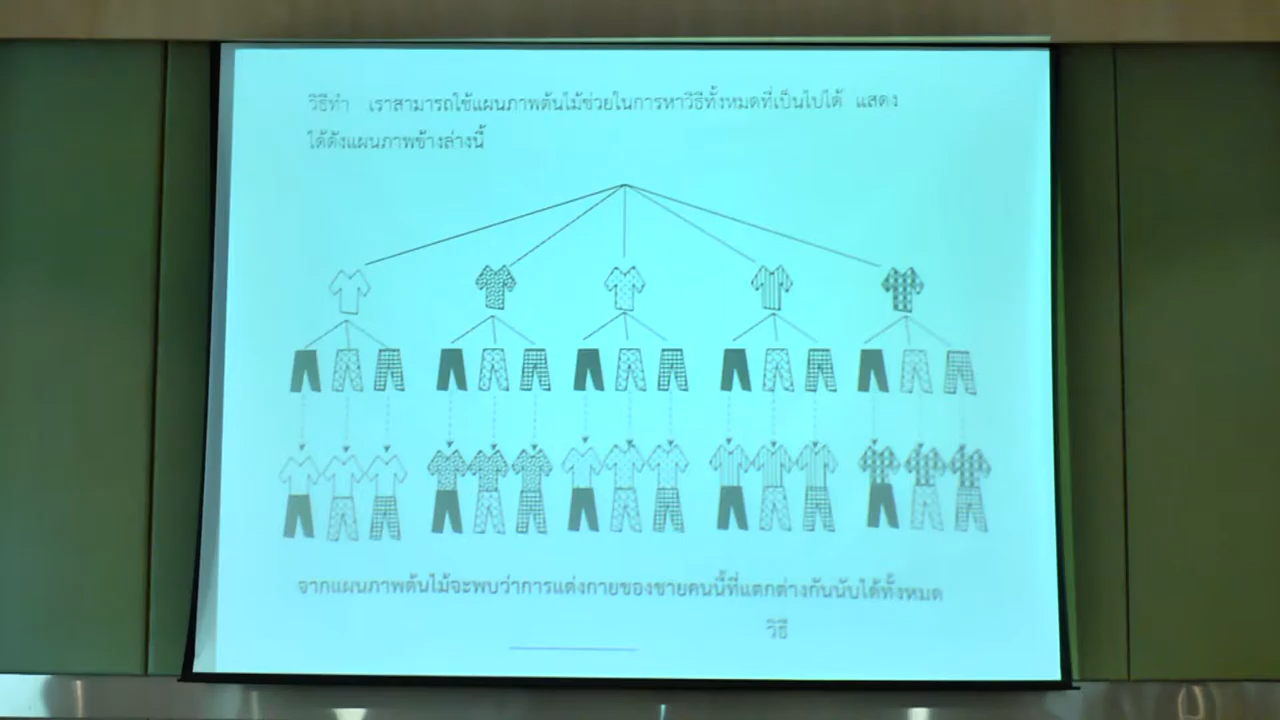 วิธีทำ เราสามารถใช้แผนภาพต้นไม้ช่วยในการหาวิธีทั้งหมดที่เป็นไปได้ แสดง
ได้ดังแผนภาพข้างล่างนี้
จากแผนภาพต้นไม้จะพบว่าการแต่งกายของชายคนนี้ที่แตกต่างกันนับได้ทั้งหมด
วิธี